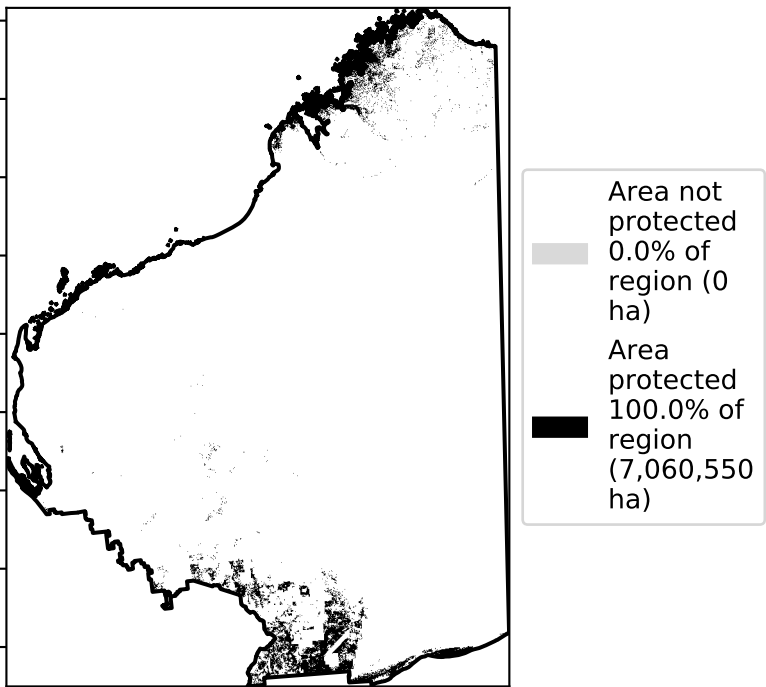 Area not
protected
0.0% of
region (0
ha)
Area
protected
100.0% of
region
(7,060,550
ha)